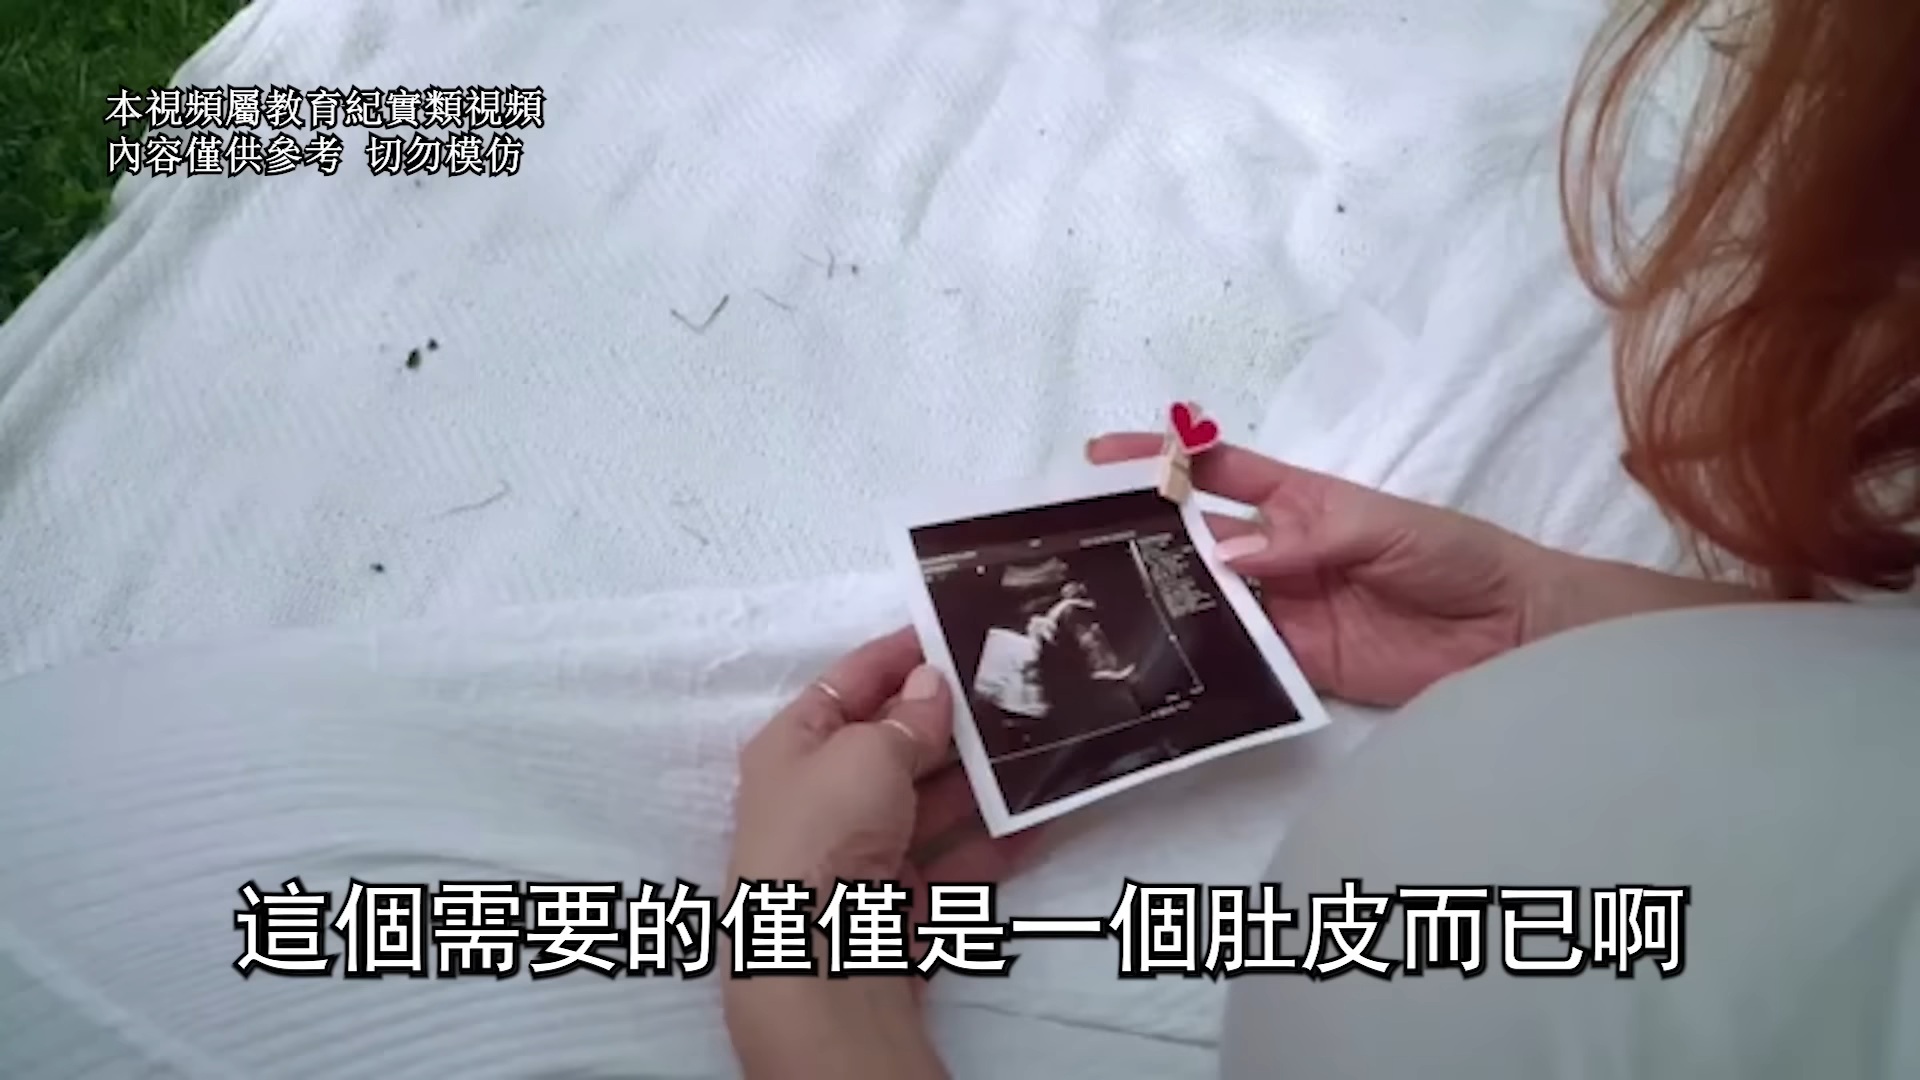 本視頻屬教育紀實類視頻
內容僅供參考 切勿模仿
這個需要的僅僅是一個肚皮而已啊